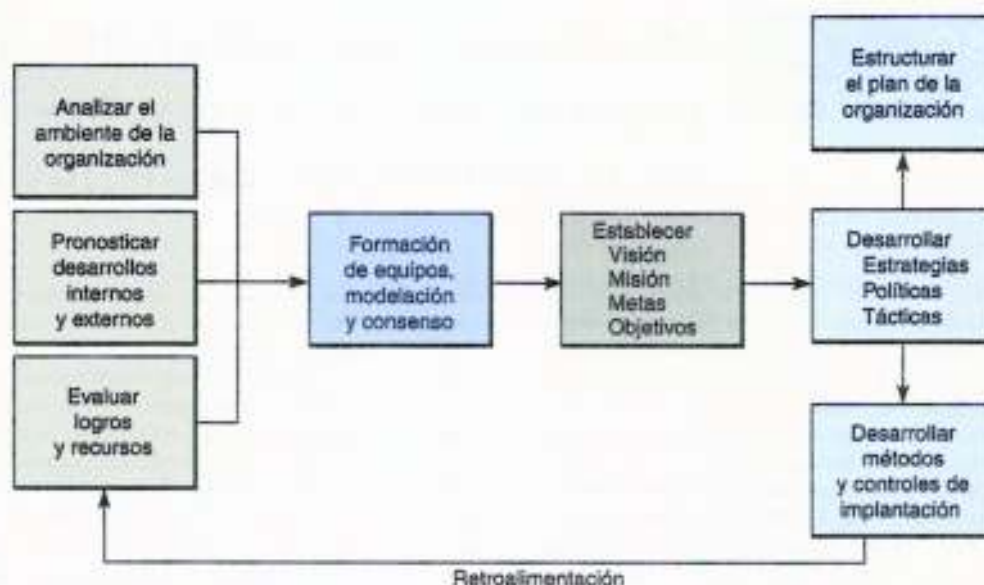 Analizar el
ambiente de la
organización
Pronosticar
desarrollos
internos
y externos
Evaluar
logros
y recursos
Formación
de equipos,
modelación
y consenso
Establecer
Visión
Misión
Metas
Objetivos
Estructurar
el plan de la
organización
Desarrollar
Estrategias
Políticas
Tácticas
Desarrollar
métodos
y controles de
implantación
Retroalimentación